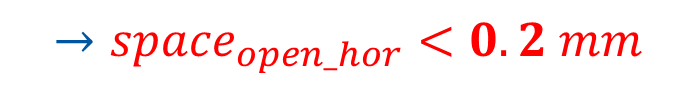 → space_open_hor < 0.2 mm